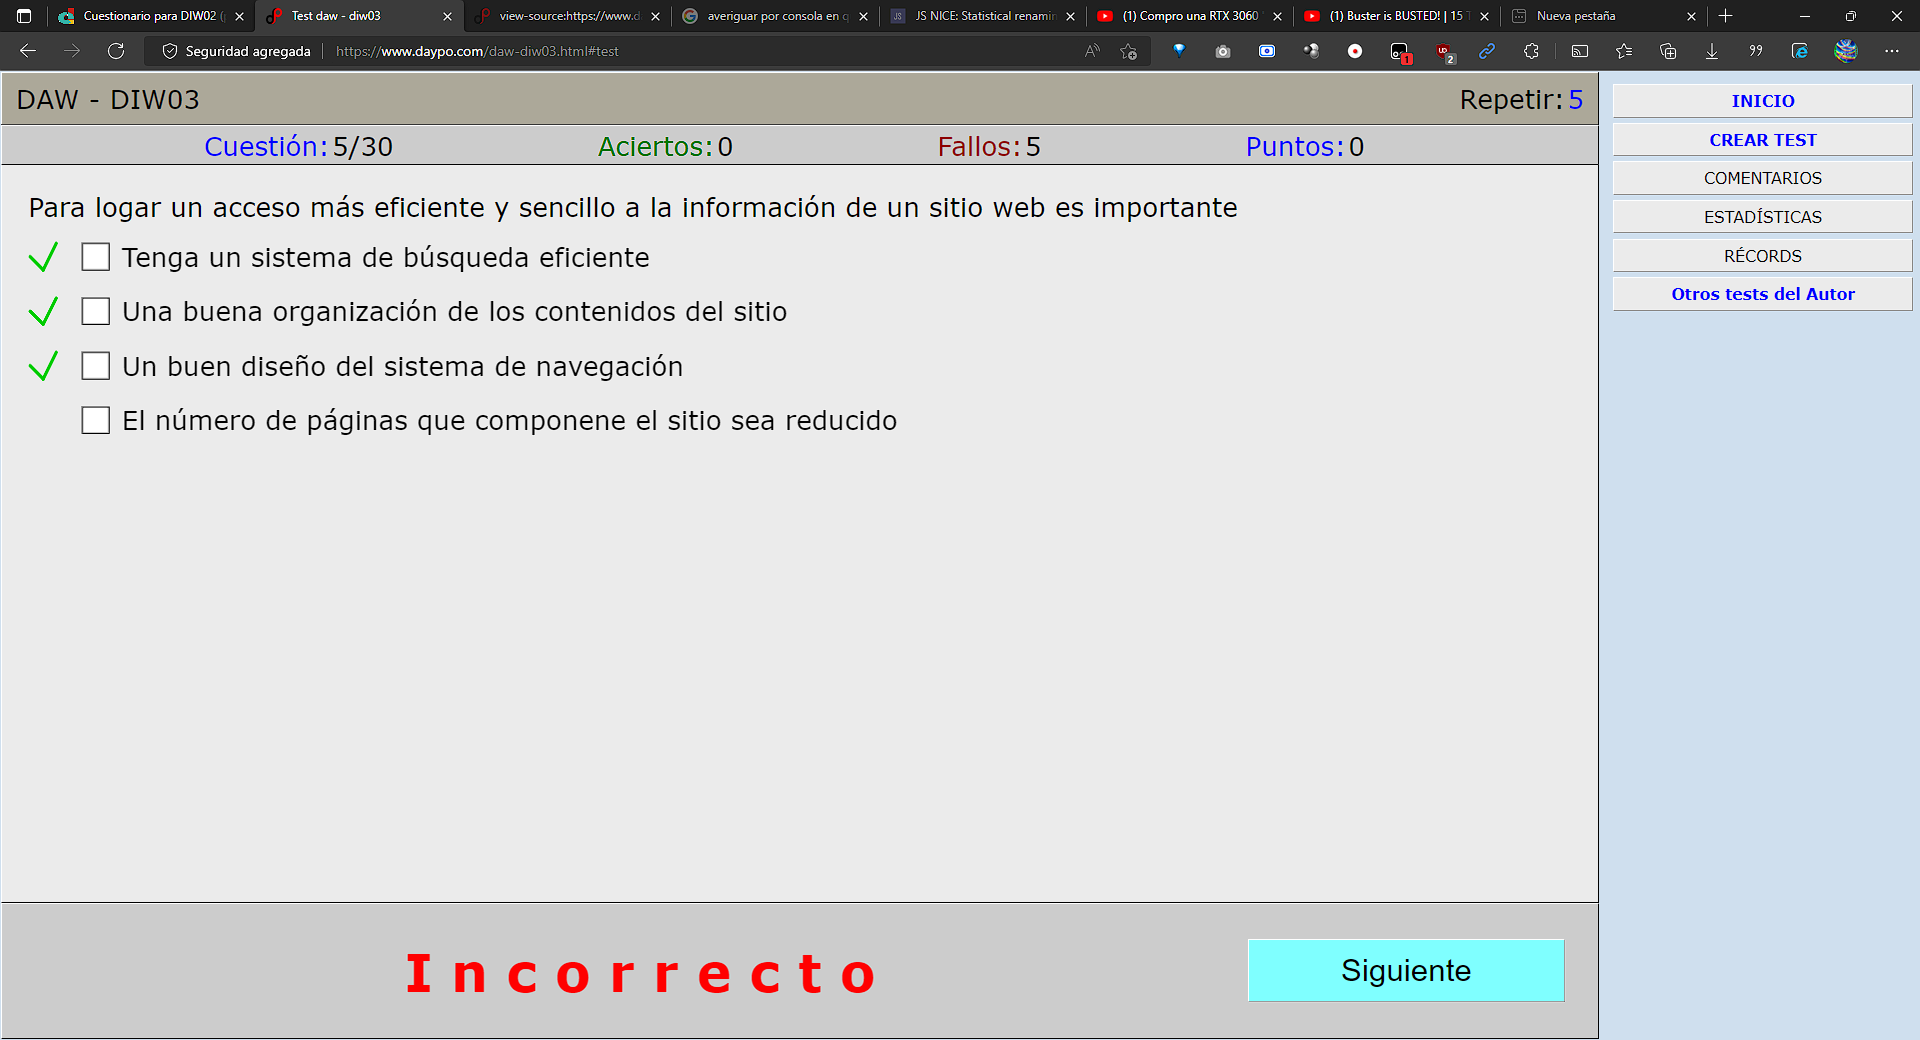 Cuestionario para DIW02 (
Test daw - diw03
view-source:https://www.d
averiguar por consola en q
JS NICE: Statistical renamin
(1) Compro una RTX 3060
(1) Buster is BUSTED! | 15 T
Nueva pestaña
Seguridad agregada
https://www.daypo.com/daw-diw03.html#test
DAW - DIW03
Repetir: 5
Cuestión: 5/30
Aciertos: 0
Fallos: 5
Puntos: 0
Para logar un acceso más eficiente y sencillo a la información de un sitio web es importante
Tenga un sistema de búsqueda eficiente
Una buena organización de los contenidos del sitio
Un buen diseño del sistema de navegación
El número de páginas que componene el sitio sea reducido
Incorrecto
Siguiente
INICIO
CREAR TEST
COMENTARIOS
ESTADÍSTICAS
RÉCORDS
Otros tests del Autor